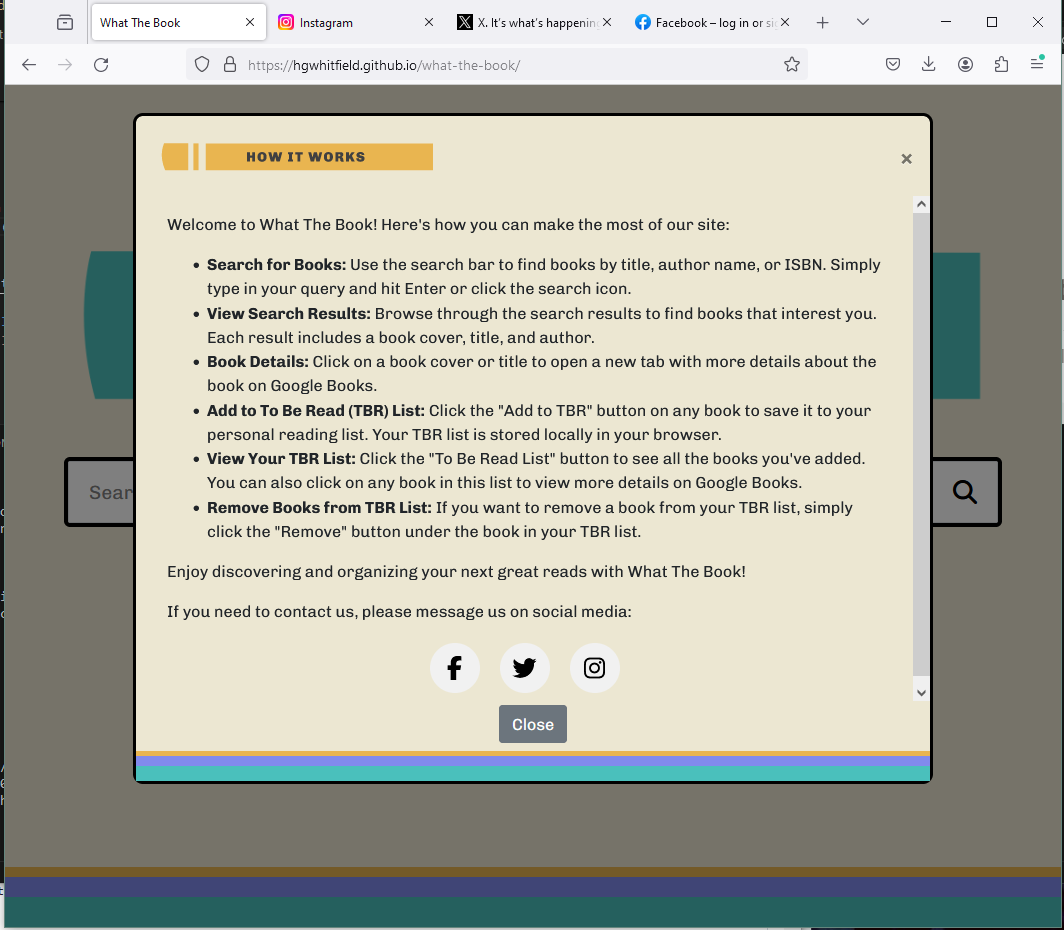 What The Book
Instagram
X. It's what's happening
Facebook – log in or si
https://hgwhitfield.github.io/what-the-book/
HOW IT WORKS
Welcome to What The Book! Here's how you can make the most of our site:
• Search for Books: Use the search bar to find books by title, author name, or ISBN. Simply
type in your query and hit Enter or click the search icon.
• View Search Results: Browse through the search results to find books that interest you.
Each result includes a book cover, title, and author.
• Book Details: Click on a book cover or title to open a new tab with more details about the
book on Google Books.
• Add to To Be Read (TBR) List: Click the "Add to TBR" button on any book to save it to your
personal reading list. Your TBR list is stored locally in your browser.
• View Your TBR List: Click the "To Be Read List" button to see all the books you've added.
You can also click on any book in this list to view more details on Google Books.
• Remove Books from TBR List: If you want to remove a book from your TBR list, simply
click the "Remove" button under the book in your TBR list.
Sear
Enjoy discovering and organizing your next great reads with What The Book!
If you need to contact us, please message us on social media:
Close